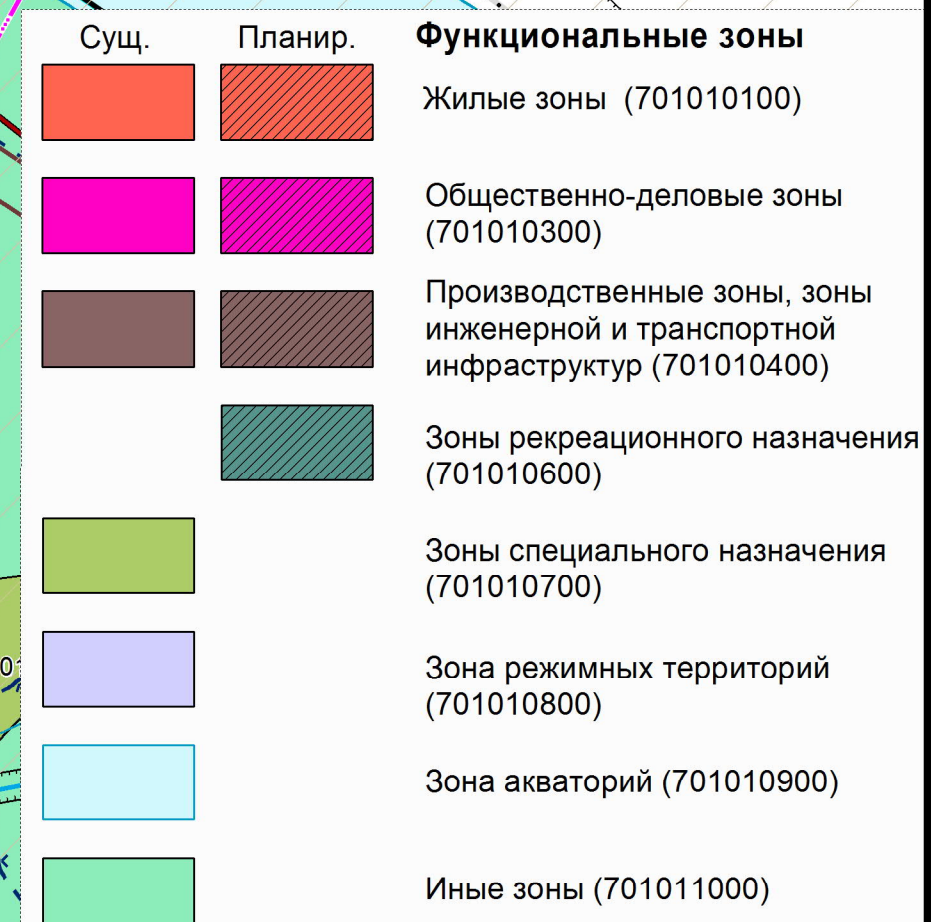 Сущ. Планир. Функциональные зоны
Жилые зоны (701010100)
Общественно-деловые зоны
(701010300)
Производственные зоны, зоны
инженерной и транспортной
инфраструктур (701010400)
Зоны рекреационного назначения
(701010600)
Зоны специального назначения
(701010700)
Зона режимных территорий
(701010800)
Зона акваторий (701010900)
Иные зоны (701011000)